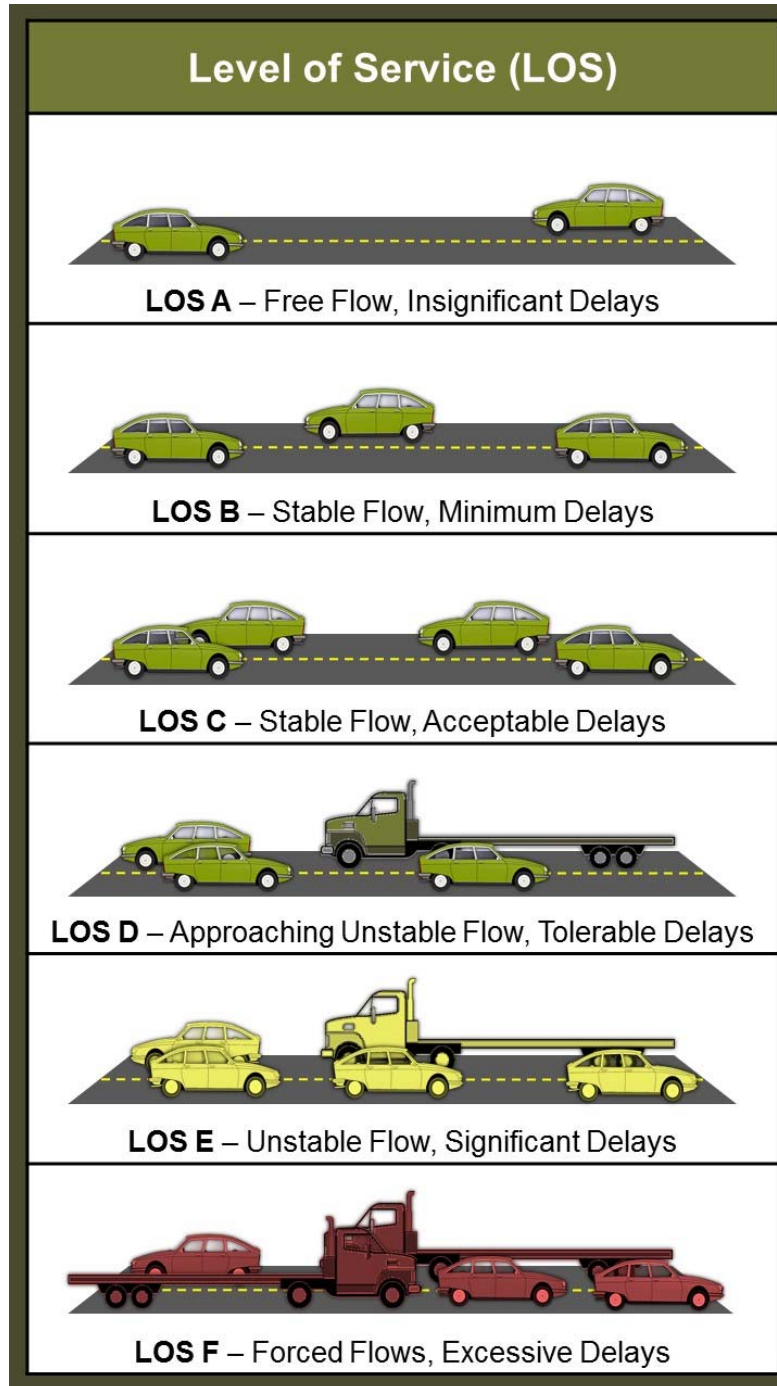 Level of Service (LOS)
LOS A – Free Flow, Insignificant Delays
LOS B – Stable Flow, Minimum Delays
LOS C – Stable Flow, Acceptable Delays
LOS D – Approaching Unstable Flow, Tolerable Delays
LOS E – Unstable Flow, Significant Delays
LOS F – Forced Flows, Excessive Delays